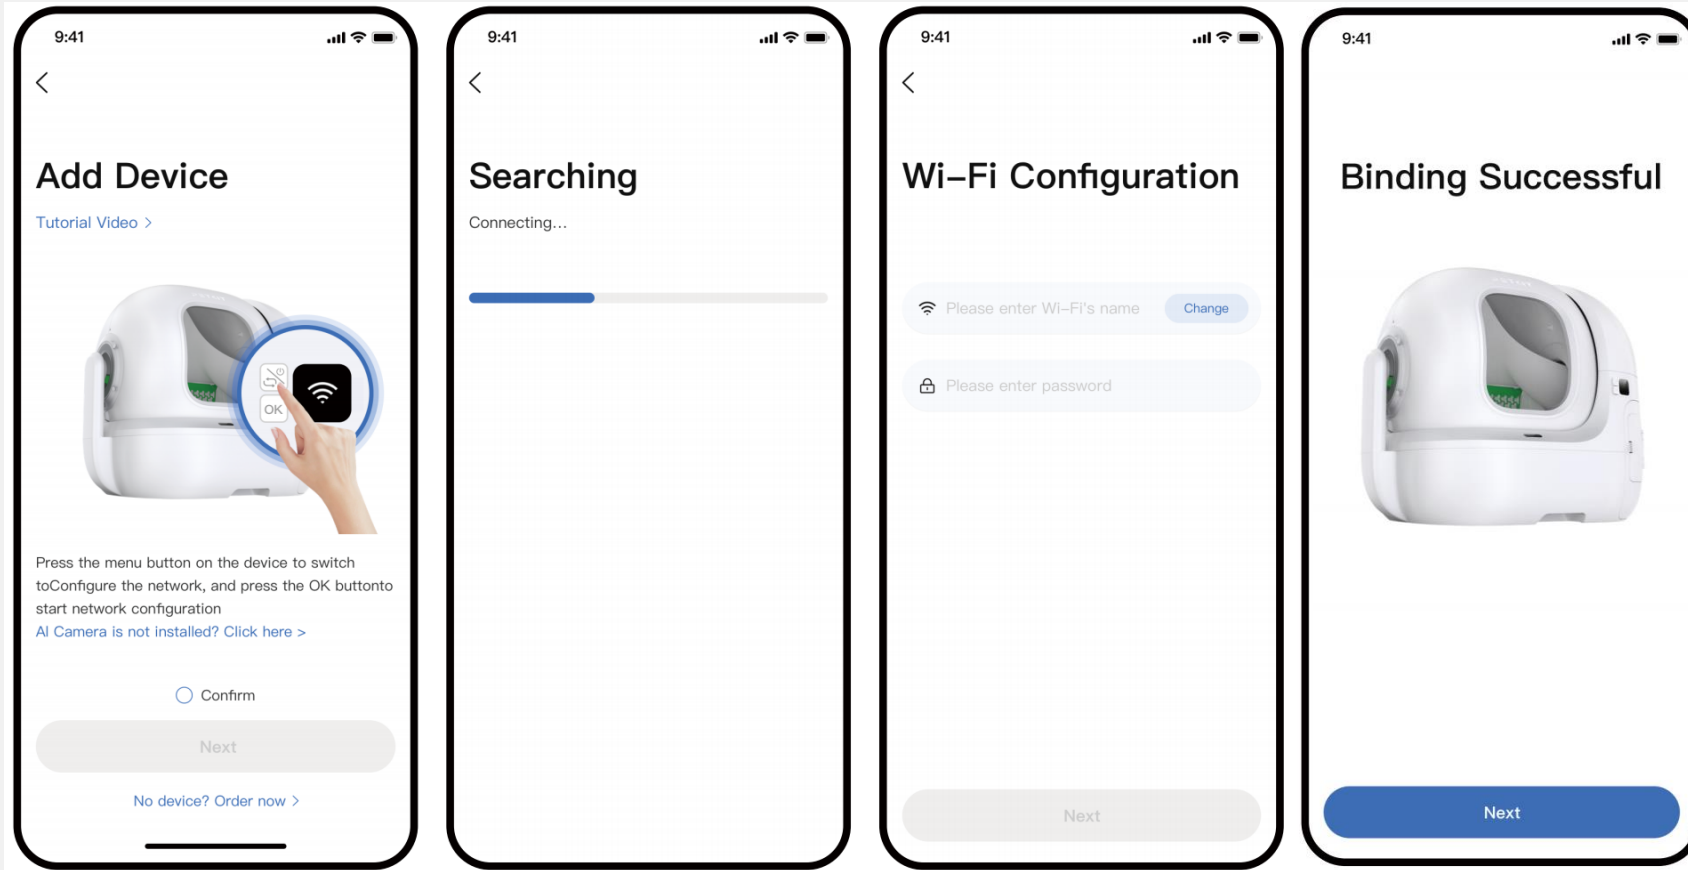 9:41
Add Device
Tutorial Video >
OK
Press the menu button on the device to switch
toConfigure the network, and press the OK buttonto
start network configuration
AI Camera is not installed? Click here >
Confirm
Next
No device? Order now >
9:41
Searching
Connecting...
9:41
Wi-Fi Configuration
Please enter Wi-Fi's name
Change
Please enter password
Next
9:41
Binding Successful
Next